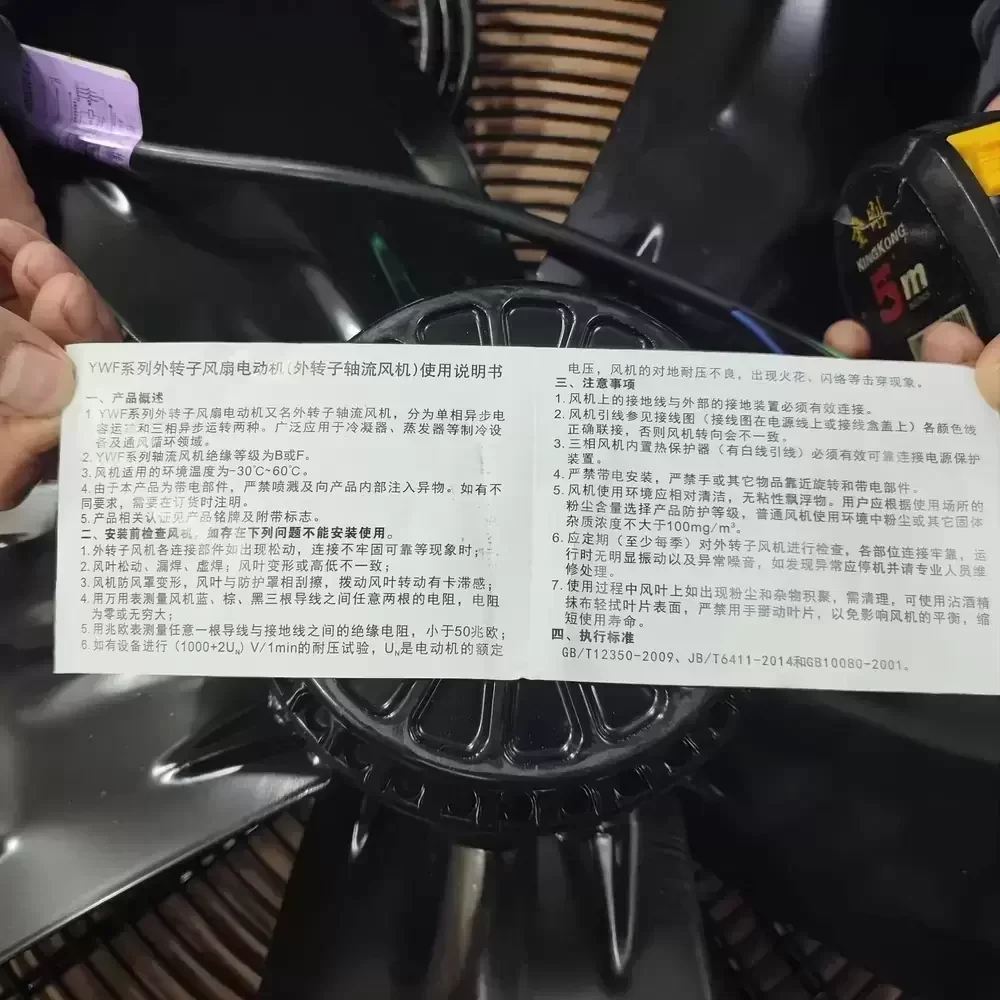 YWF系列外转子风扇电动机(外转子轴流风机)使用说明书
一、产品概述
1. YWF系列外转子风扇电动机又名外转子轴流风机，分为单相异步电
容运转和三相异步运转两种。广泛应用于冷凝器、蒸发器等制冷设
备及通风循环领域。
2. YWF系列轴流风机绝缘等级为B或F。
3. 风机适用的环境温度为-30℃~60℃。
4. 由于本产品为带电部件，严禁喷溅及向产品内部注入异物。如有不
同要求，需要在订货时注明。
5. 产品相关认证见产品铭牌及附带标志。
二、安装前检查风机，如存在下列问题不能安装使用。
1. 外转子风机各连接部件如出现松动，连接不牢固可靠等现象时；
2. 风叶松动、漏焊、虚焊；风叶变形或高低不一致；
3. 风机防风罩变形，风叶与防护罩相刮擦，拨动风叶转动有卡滞感；
4. 用万用表测量风机蓝、棕、黑三根导线之间任意两根的电阻，电阻
为零或无穷大；
5. 用兆欧表测量任意一根导线与接地线之间的绝缘电阻，小于50兆欧；
6. 如有设备进行 (1000+2UN) V/1min的耐压试验，UN是电动机的额定
电压，风机的对地耐压不良，出现火花、闪络等击穿现象。
三、注意事项
1. 风机上的接地线与外部的接地装置必须有效连接。
2. 风机引线参见接线图（接线图在电源线上或接线盒盖上）各颜色线
正确联接，否则风机转向会不一致。
3. 三相风机内置热保护器（有白线引线）必须有效可靠连接电源保护
装置。
4. 严禁带电安装，严禁手或其它物品靠近旋转和带电部件。
5. 风机使用环境应相对清洁，无粘性飘浮物。用户应根据使用场所的
粉尘含量选择产品防护等级，普通风机使用环境中粉尘或其它固体
杂质浓度不大于100mg/m³。
6. 应定期（至少每季）对外转子风机进行检查，各部位连接牢靠，运
行时无明显振动以及异常噪音，如发现异常应停机并请专业人员维
修处理。
7. 使用过程中风叶上如出现粉尘和杂物积聚，需清理，可使用沾酒精
抹布轻拭叶片表面，严禁用手掰动叶片，以免影响风机的平衡，缩
短使用寿命。
四、执行标准
GB/T12350-2009、JB/T6411-2014和GB10080-2001。
金刚
KINGKONG
5m